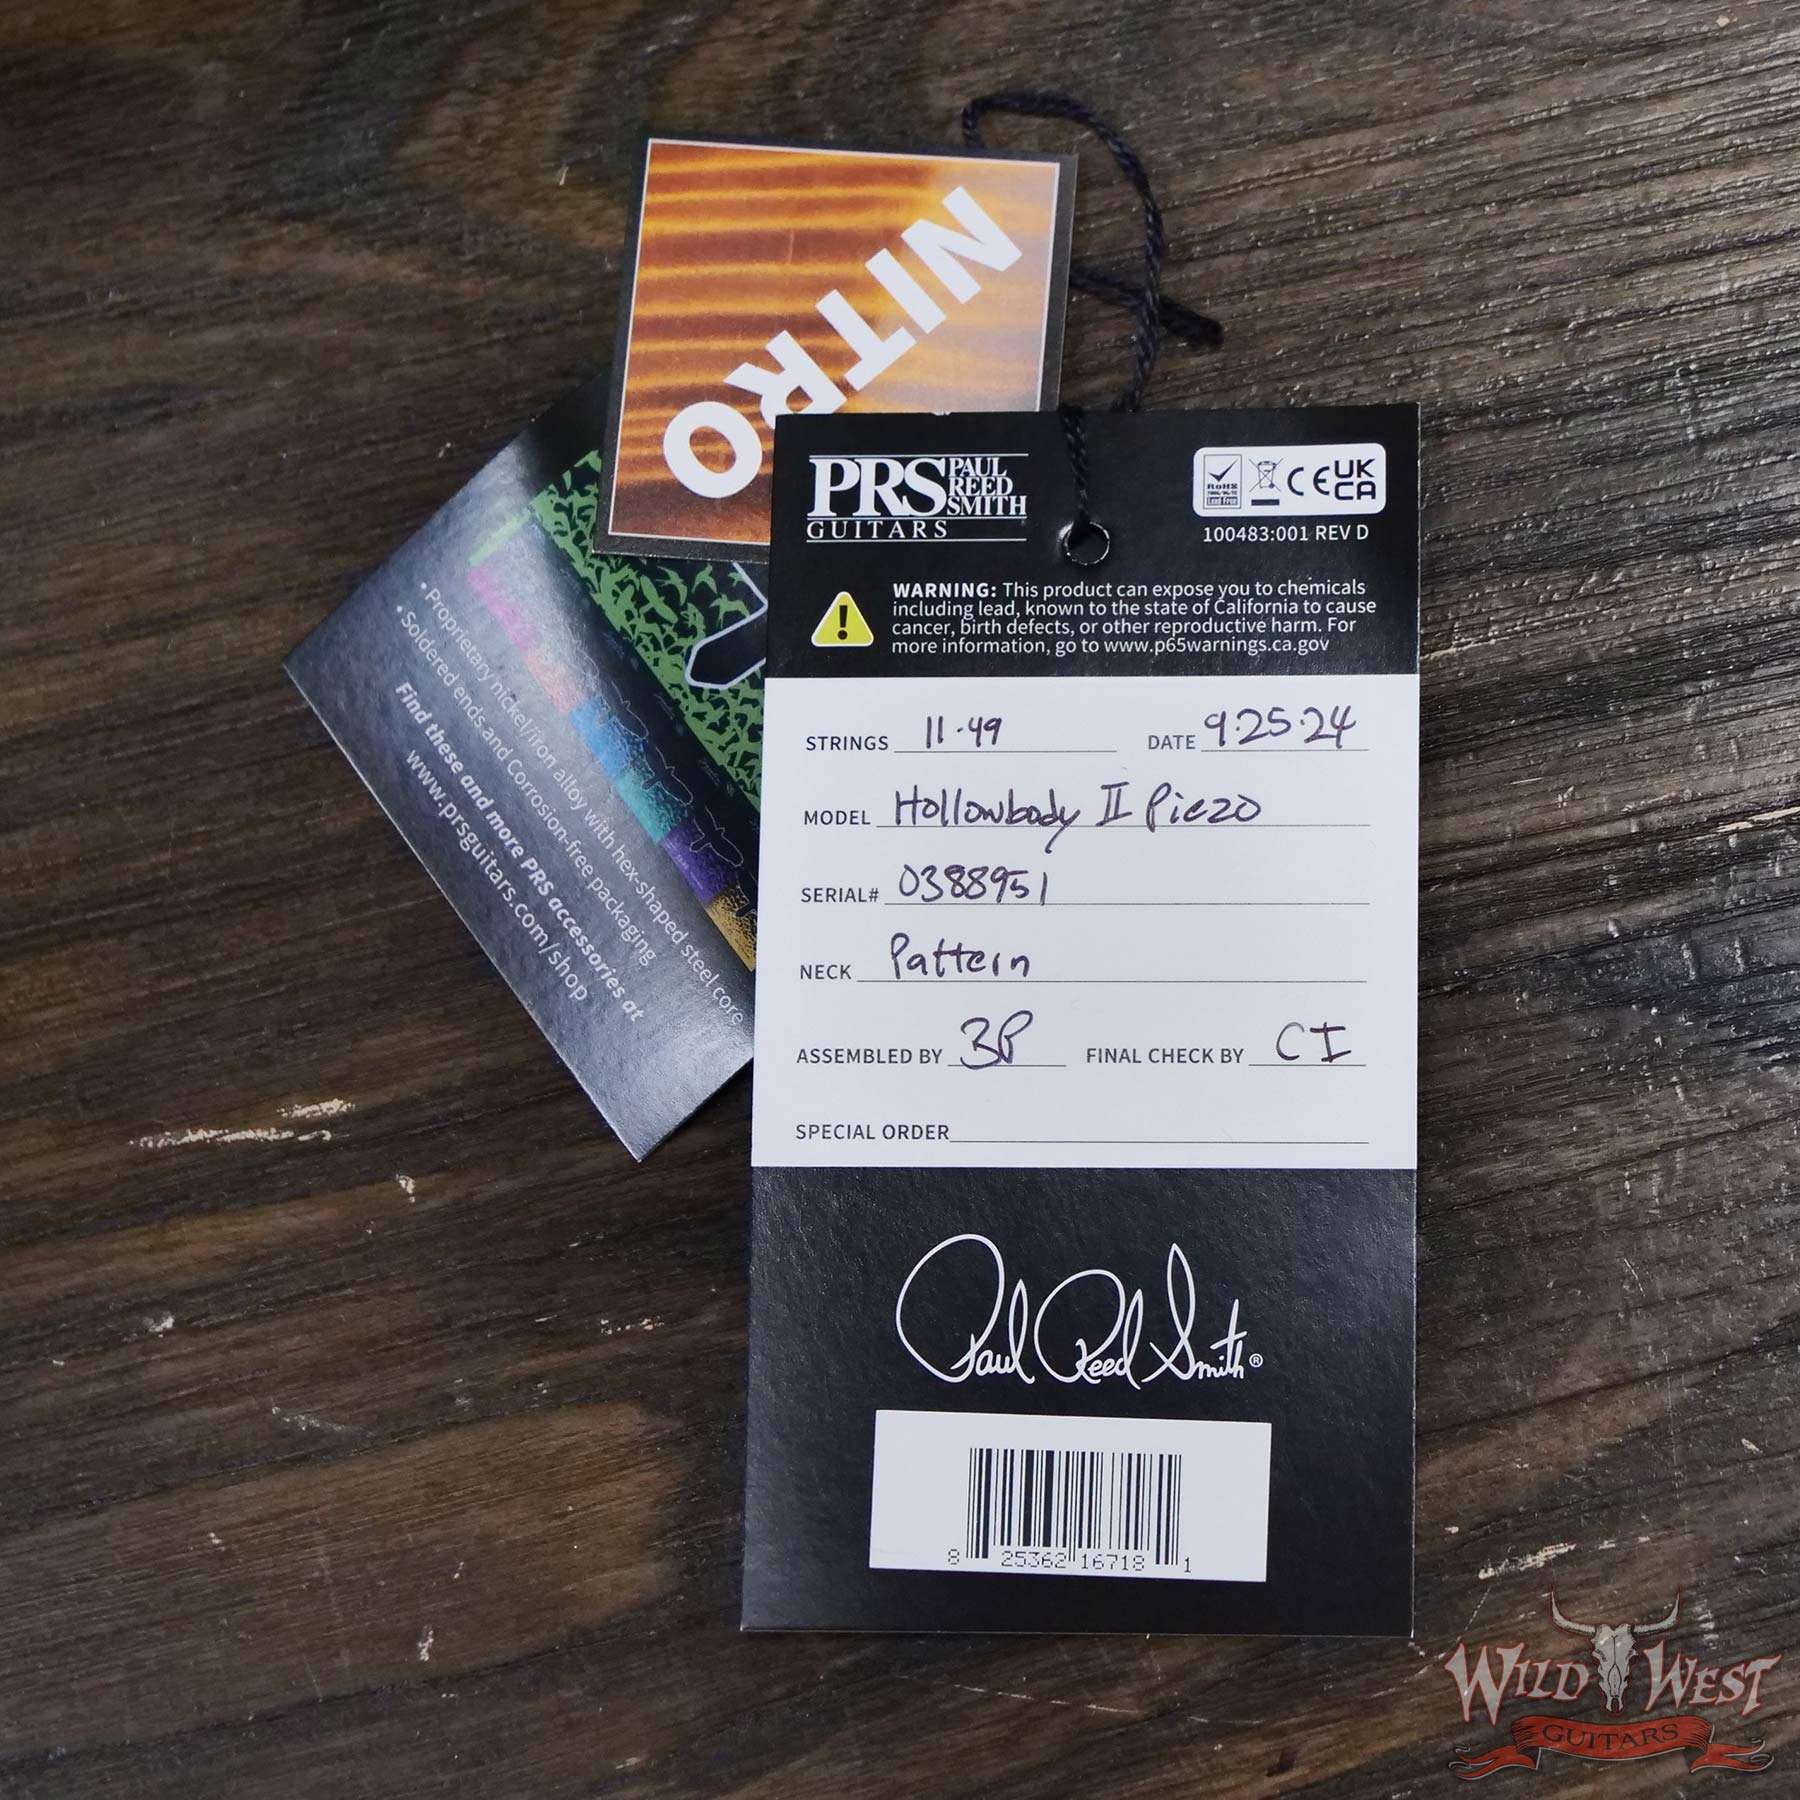 NITRO
PRS PAUL
REED
SMITH
GUITARS
RoHS
Lead Free
CE UK
CA
100483:001 REV D
WARNING: This product can expose you to chemicals
including lead, known to the state of California to cause
cancer, birth defects, or other reproductive harm. For
more information, go to www.p65warnings.ca.gov
STRINGS 11-49 DATE 9.25.24
MODEL Hollowbody II Piezo
SERIAL# 0388951
NECK Pattern
ASSEMBLED BY 3P FINAL CHECK BY CI
SPECIAL ORDER
Paul Reed Smith®
8 25362 16718 1
• Proprietary nickel/iron alloy with hex-shaped steel core
• Soldered ends and Corrosion-free packaging
Find these and more PRS accessories at
www.prsguitars.com/shop
WILD WEST
GUITARS